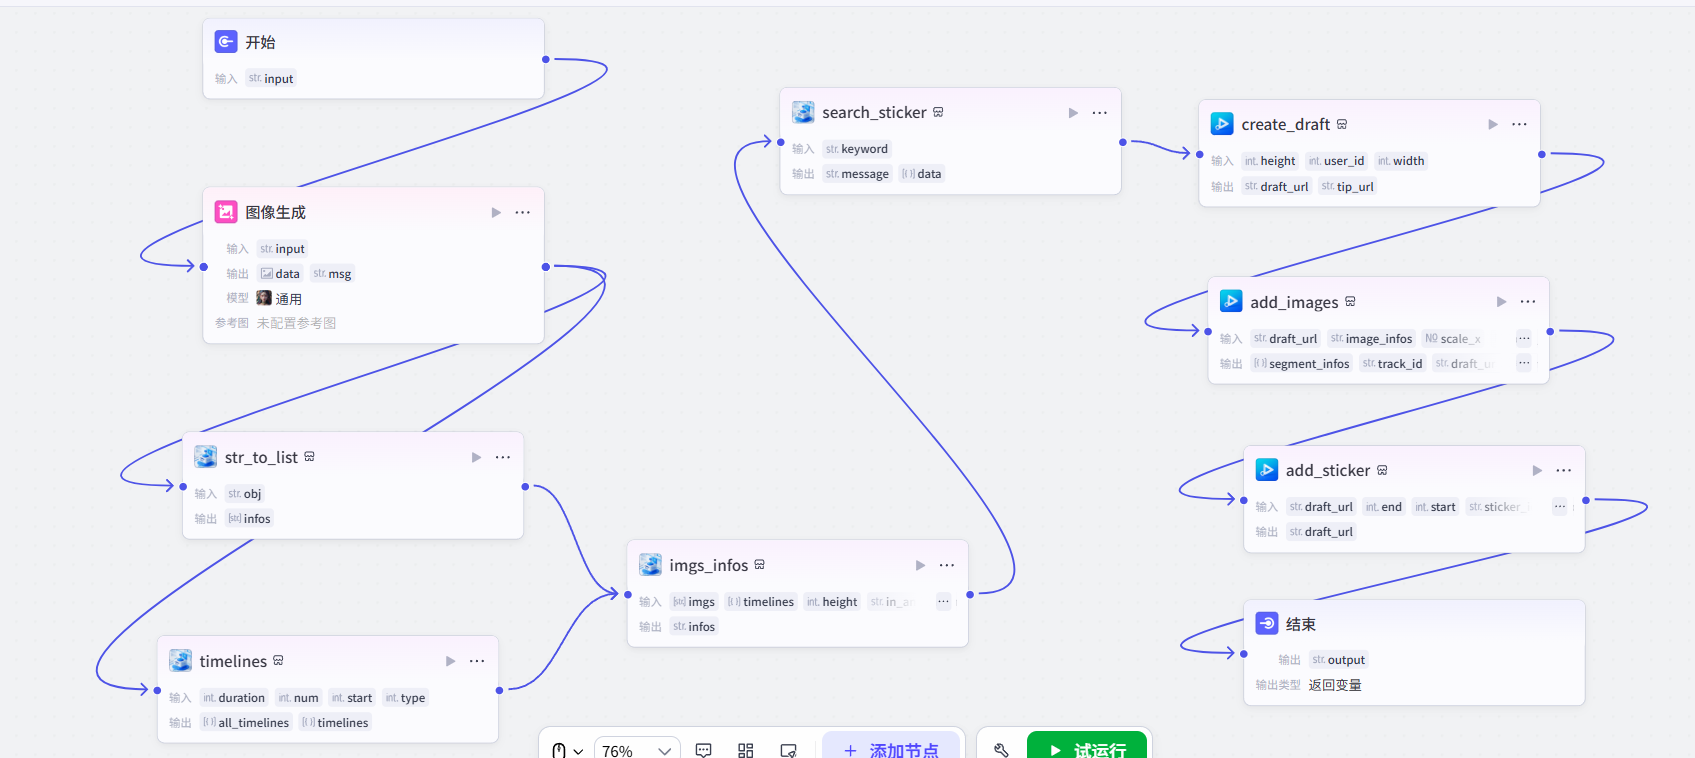 开始
输入 str. input
图像生成
输入 str. input
输出 data str. msg
模型 通用
参考图 未配置参考图
str_to_list
输入 str. obj
输出 [str] infos
timelines
输入 int. duration int. num int. start int. type
输出 [{}] all_timelines [{}] timelines
imgs_infos
输入 [str] imgs [{}] timelines int. height str. in_a
输出 str. infos
search_sticker
输入 str. keyword
输出 str. message [{}] data
create_draft
输入 int. height int. user_id int. width
输出 str. draft_url str. tip_url
add_images
输入 str. draft_url str. image_infos NO scale_x
输出 [{}] segment_infos str. track_id str. draft_u
add_sticker
输入 str. draft_url int. end int. start str. sticker_
输出 str. draft_url
结束
输出 str. output
输出类型 返回变量
76% + 添加节点 试运行